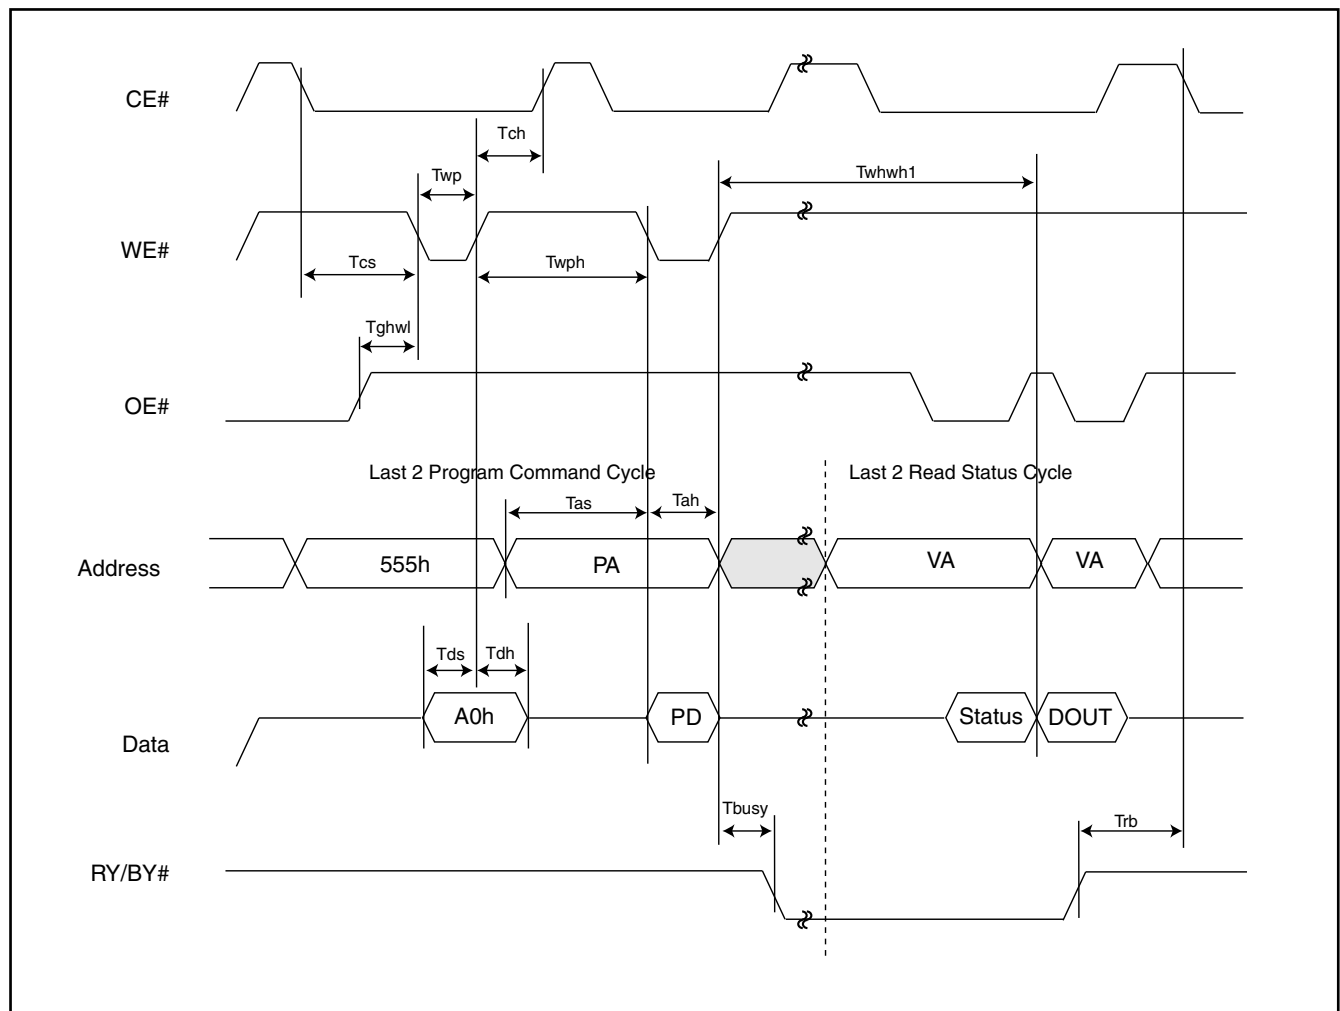 CE#
Tch
Twp
Twhwh1
WE#
Tcs
Twph
Tghwl
OE#
Last 2 Program Command Cycle
Last 2 Read Status Cycle
Tas
Tah
Address
555h
PA
VA
VA
Tds
Tdh
Data
A0h
PD
Status
DOUT
Tbusy
Trb
RY/BY#